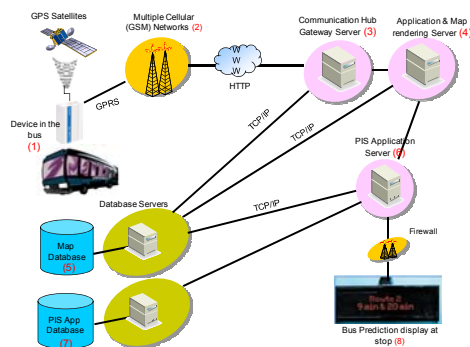 GPS Satellites
Multiple Cellular
(GSM) Networks (2)
Communication Hub
Gateway Server (3)
Application & Map
rendering Server (4)
W
W
W
HTTP
GPRS
Device in the
bus
(1)
TCP/IP
TCP/IP
PIS Application
Server (6)
Database Servers
TCP/IP
Firewall
Map
Database
(5)
PIS App
Database
(7)
Route 2
9 min & 20 min
Bus Prediction display at
stop (8)